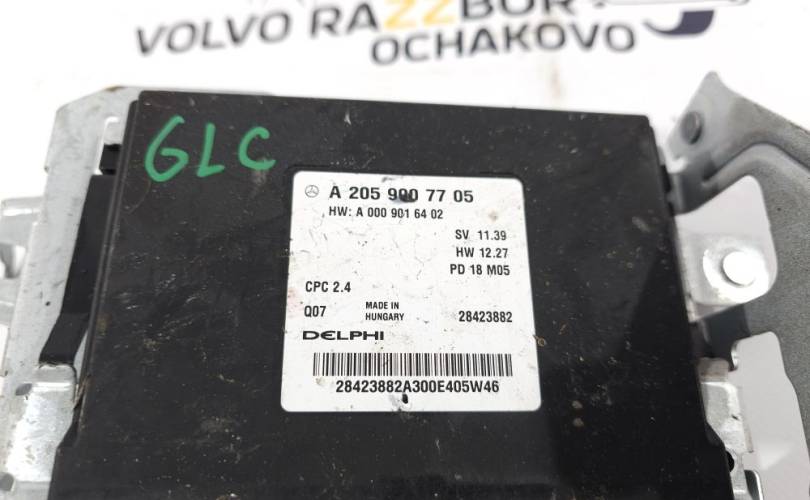 VOLVO RAZZBOR
OCHAKOVO
GLC
A 205 900 77 05
HW: A 000 901 64 02
SV 11.39
HW 12.27
PD 18 M05
CPC 2.4
Q07 MADE IN HUNGARY 28423882
DELPHI
28423882A300E405W46